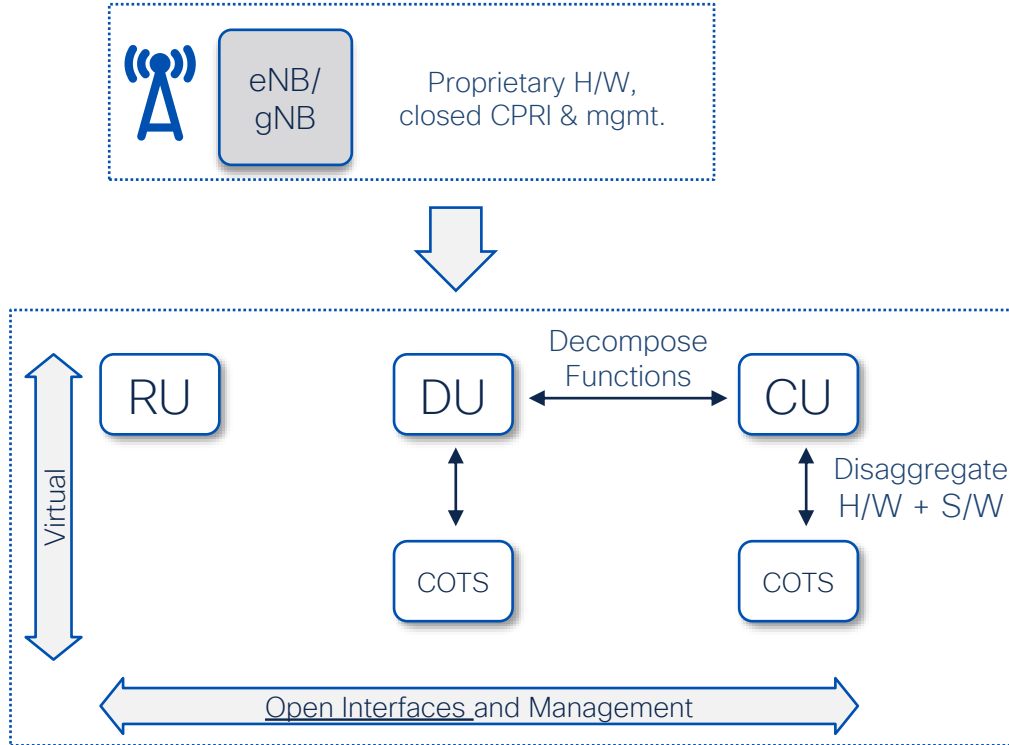 eNB/
gNB
Proprietary H/W,
closed CPRI & mgmt.
Decompose
Functions
RU
DU
CU
Virtual
Disaggregate
H/W + S/W
COTS
COTS
Open Interfaces and Management